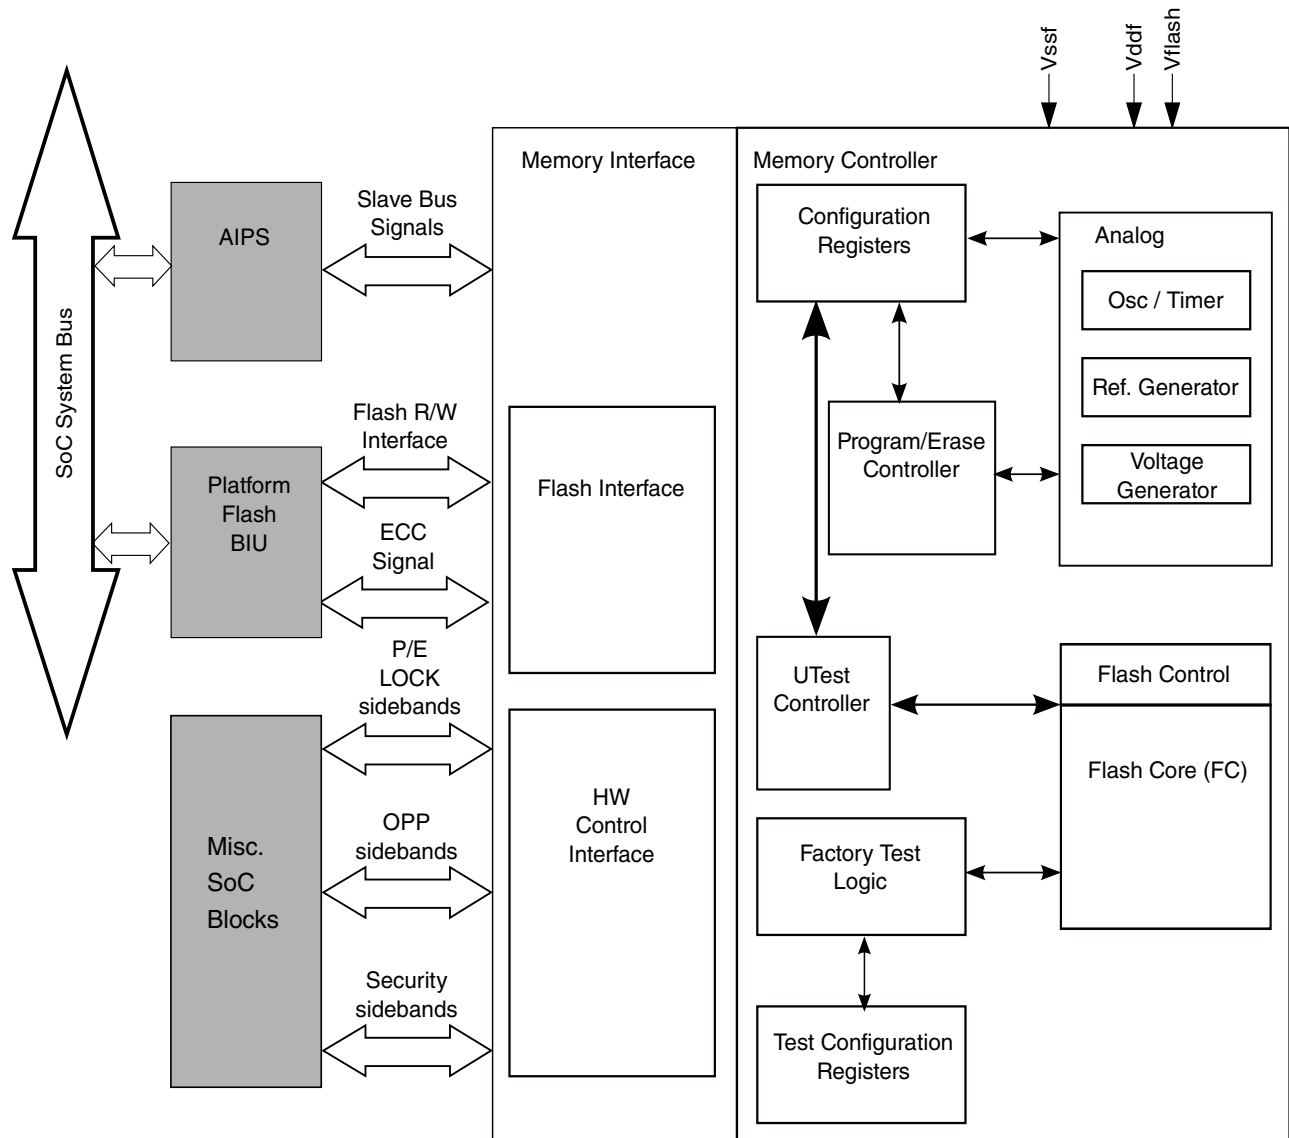 Vssf
Vddf
Vflash
SoC System Bus
AIPS
Slave Bus
Signals
Memory Interface
Memory Controller
Configuration
Registers
Analog
Osc / Timer
Ref. Generator
Voltage
Generator
Program/Erase
Controller
Platform
Flash
BIU
Flash R/W
Interface
ECC
Signal
Flash Interface
P/E
LOCK
sidebands
UTest
Controller
Flash Control
Flash Core (FC)
Misc.
SoC
Blocks
OPP
sidebands
HW
Control
Interface
Factory Test
Logic
Security
sidebands
Test Configuration
Registers